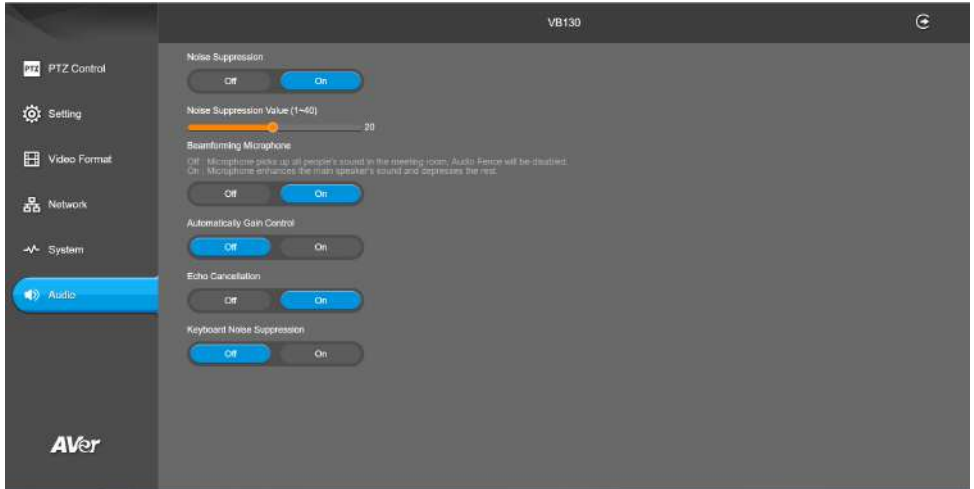 VB130
PTZ PTZ Control
Setting
Video Format
Network
System
Audio
AVer
Noise Suppression
Off On
Noise Suppression Value (1~40)
20
Beamforming Microphone
Off : Microphone picks up all people's sound in the meeting room, Audio Fence will be disabled.
On : Microphone enhances the main speaker's sound and depresses the rest.
Off On
Automatically Gain Control
Off On
Echo Cancellation
Off On
Keyboard Noise Suppression
Off On